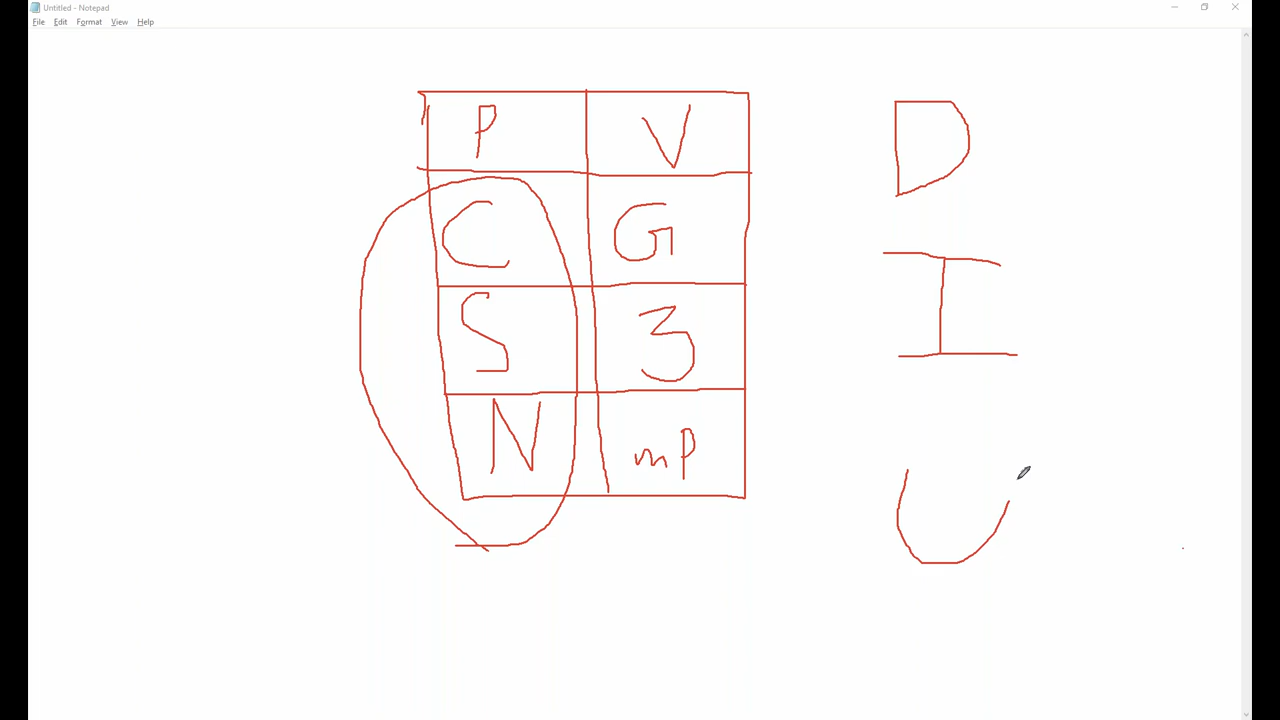 Untitled - Notepad
File Edit Format View Help
P V
C G
S 3
N mP
D
I
U